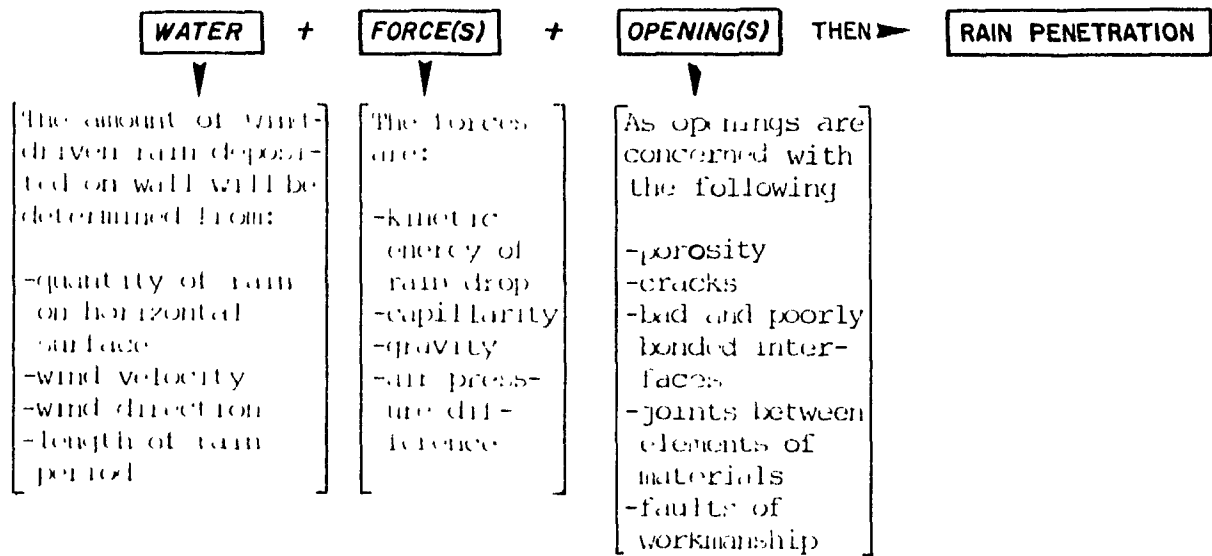 WATER + FORCE(S) + OPENING(S) THEN RAIN PENETRATION
The amount of wind-
driven rain deposi-
ted on wall will be
determined from:
-quantity of rain
on horizontal
surface
-wind velocity
-wind direction
-length of rain
period
The forces
are:
-kinetic
energy of
rain drop
-capillarity
-gravity
-air press-
ure dif-
ference
As openings are
concerned with
the following
-porosity
-cracks
-bad and poorly
bonded inter-
faces
-joints between
elements of
materials
-faults of
workmanship